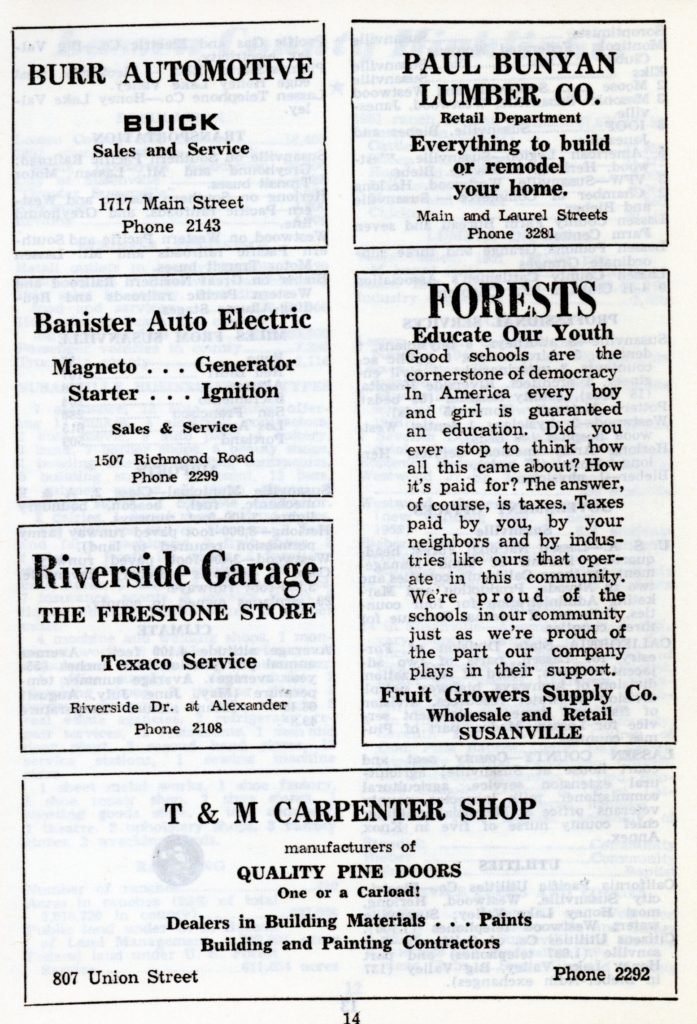 BURR AUTOMOTIVE
BUICK
Sales and Service
1717 Main Street
Phone 2143
PAUL BUNYAN
LUMBER CO.
Retail Department
Everything to build
or remodel
your home.
Main and Laurel Streets
Phone 3281
Banister Auto Electric
Magneto . . . Generator
Starter . . . Ignition
Sales & Service
1507 Richmond Road
Phone 2299
FORESTS
Educate Our Youth
Good schools are the
cornerstone of democracy
In America every boy
and girl is guaranteed
an education. Did you
ever stop to think how
all this came about? How
it's paid for? The answer,
of course, is taxes. Taxes
paid by you, by your
neighbors and by indus-
tries like ours that oper-
ate in this community.
We're proud of the
schools in our community
just as we're proud of
the part our company
plays in their support.
Fruit Growers Supply Co.
Wholesale and Retail
SUSANVILLE
Riverside Garage
THE FIRESTONE STORE
Texaco Service
Riverside Dr. at Alexander
Phone 2108
T & M CARPENTER SHOP
manufacturers of
QUALITY PINE DOORS
One or a Carload!
Dealers in Building Materials . . . Paints
Building and Painting Contractors
807 Union Street Phone 2292
14